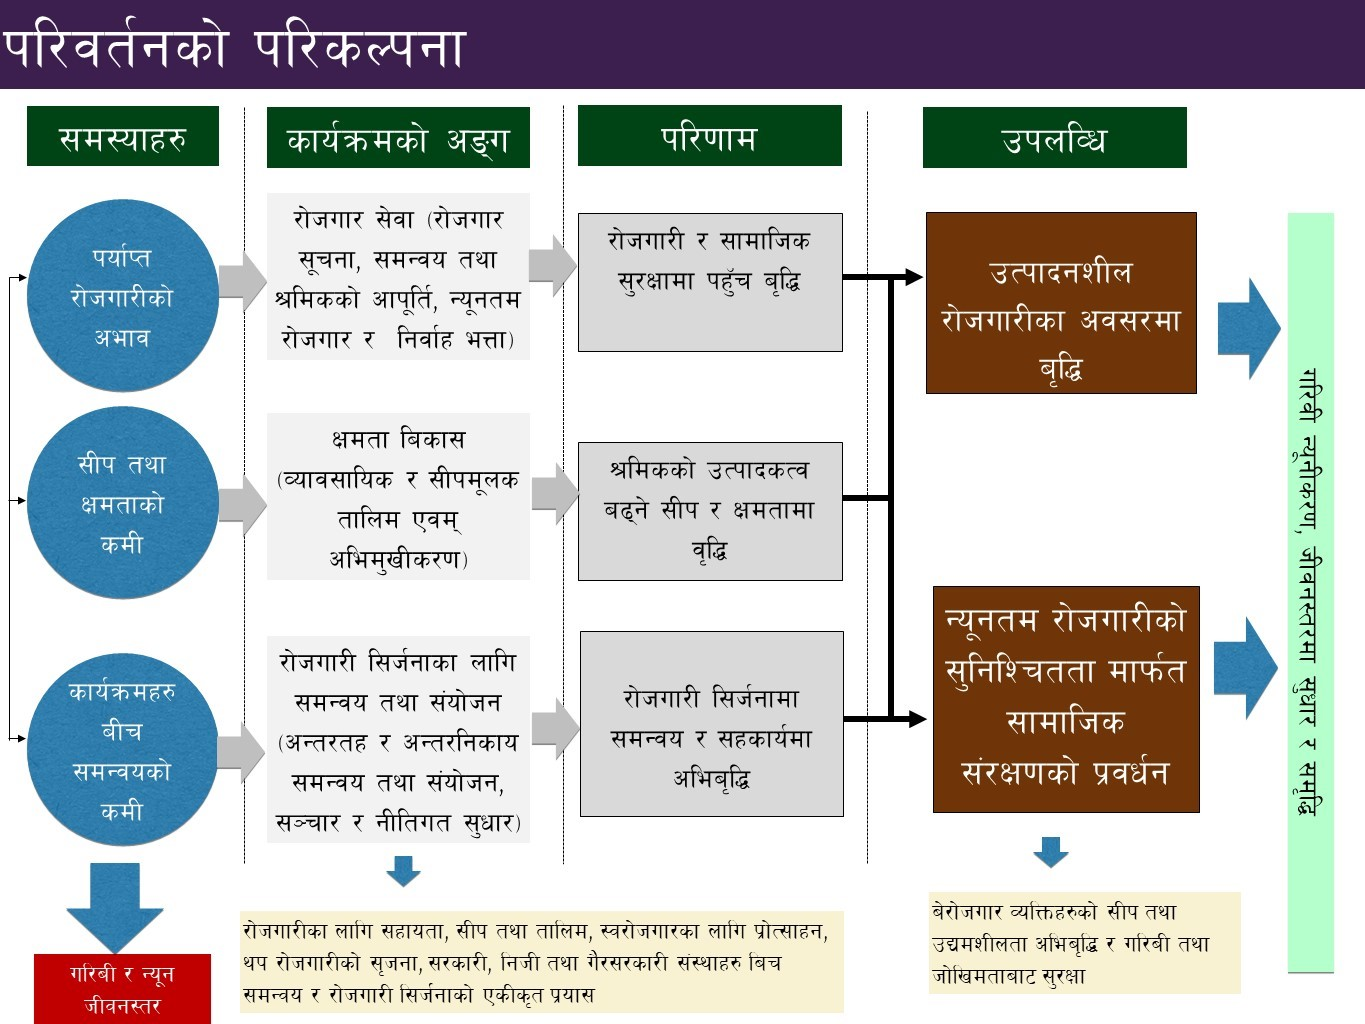 परिवर्तनको परिकल्पना
समस्याहरु
कार्यक्रमको अङ्ग
परिणाम
उपलव्धि
पर्याप्त
रोजगारीको
अभाव
रोजगार सेवा (रोजगार
सूचना, समन्वय तथा
श्रमिकको आपूर्ति, न्यूनतम
रोजगार र निर्वाह भत्ता)
रोजगारी र सामाजिक
सुरक्षामा पहुँच बृद्धि
उत्पादनशील
रोजगारीका अवसरमा
बृद्धि
सीप तथा
क्षमताको
कमी
क्षमता बिकास
(व्यावसायिक र सीपमूलक
तालिम एवम्
अभिमुखीकरण)
श्रमिकको उत्पादकत्व
बढ्ने सीप र क्षमतामा
वृद्धि
कार्यक्रमहरु
बीच
समन्वयको
कमी
रोजगारी सिर्जनाका लागि
समन्वय तथा संयोजन
(अन्तरतह र अन्तरनिकाय
समन्वय तथा संयोजन,
सञ्चार र नीतिगत सुधार)
रोजगारी सिर्जनामा
समन्वय र सहकार्यमा
अभिबृद्धि
न्यूनतम रोजगारीको
सुनिश्चितता मार्फत
सामाजिक
संरक्षणको प्रवर्धन
गरिवी न्यूनीकरण, जीवनस्तरमा सुधार र समृद्धि
गरिबी र न्यून
जीवनस्तर
रोजगारीका लागि सहायता, सीप तथा तालिम, स्वरोजगारका लागि प्रोत्साहन,
थप रोजगारीको सृजना, सरकारी, निजी तथा गैरसरकारी संस्थाहरु बिच
समन्वय र रोजगारी सिर्जनाको एकीकृत प्रयास
बेरोजगार व्यक्तिहरुको सीप तथा
उद्यमशीलता अभिबृद्धि र गरिबी तथा
जोखिमताबाट सुरक्षा